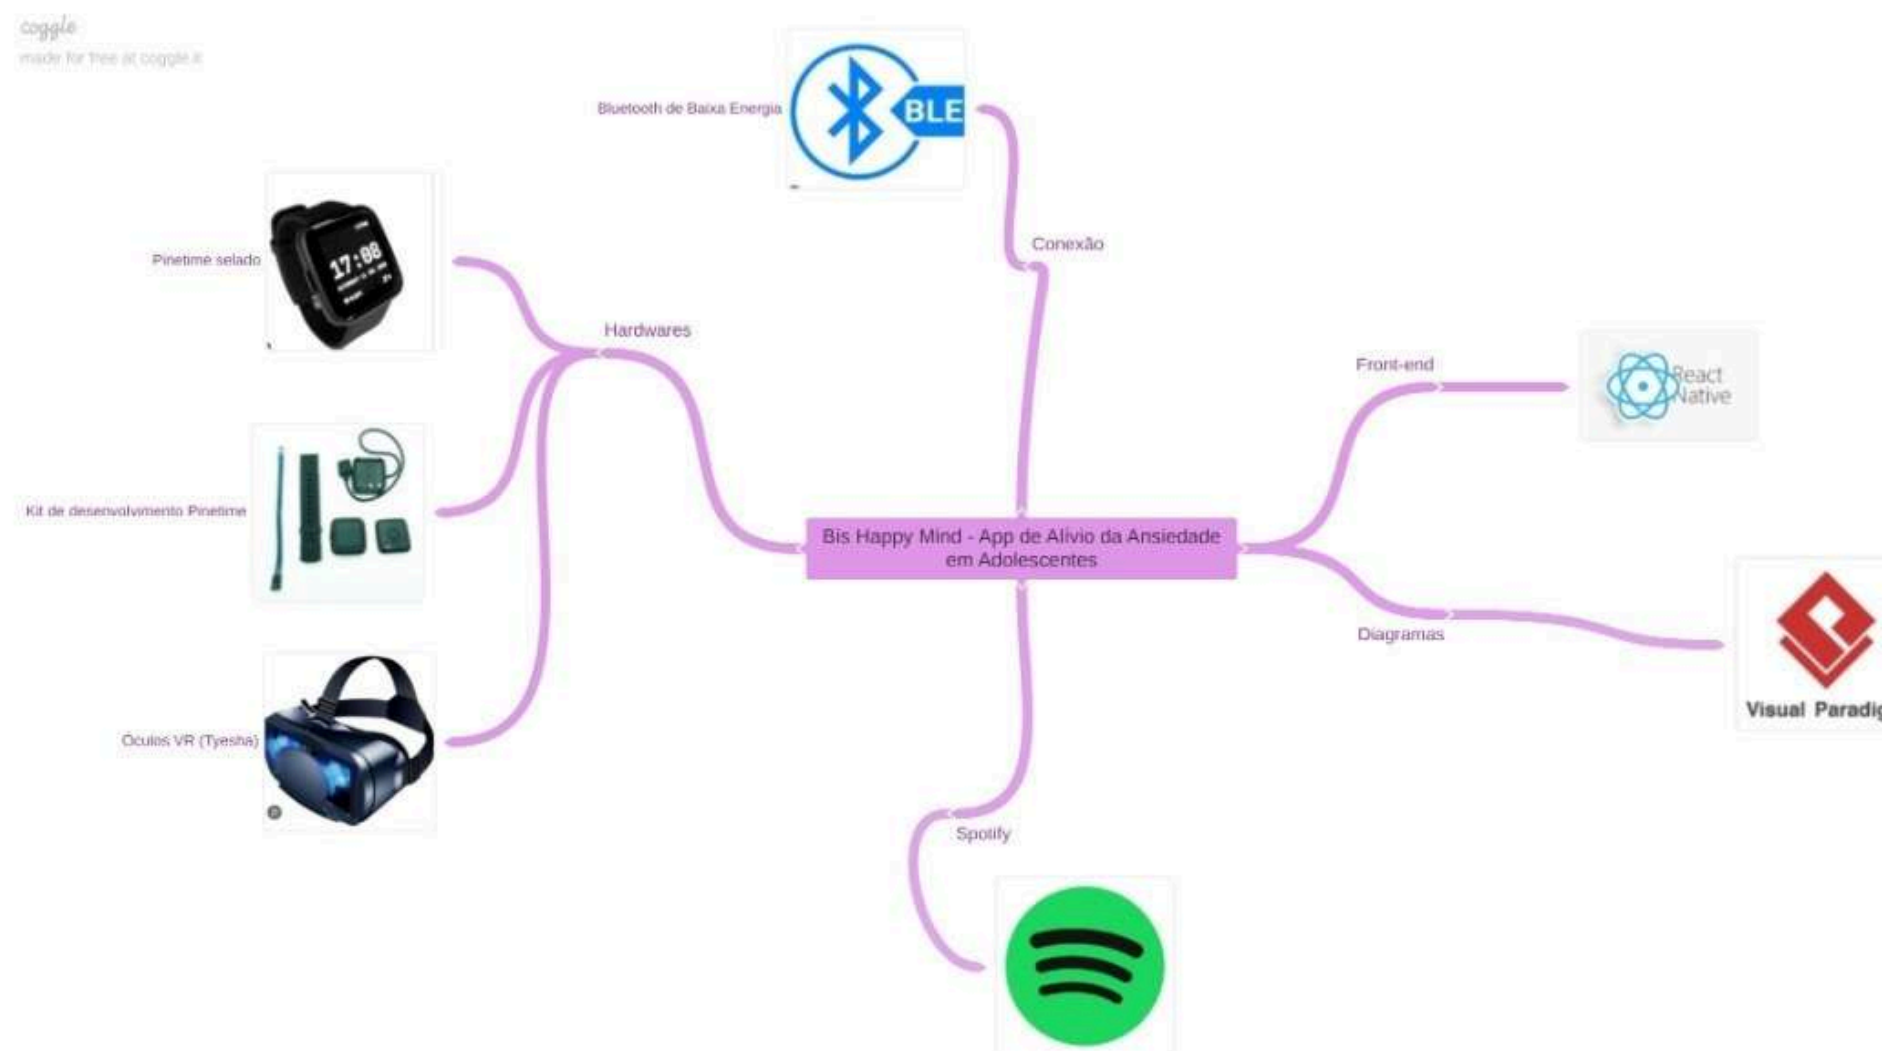 coggle
made for free at coggle.it
BLE
Bluetooth de Baixa Energia
Conexão
Pinetime selado
17:08
Hardwares
Front-end
React
Native
Kit de desenvolvimento Pinetime
Bis Happy Mind - App de Alívio da Ansiedade
em Adolescentes
Diagramas
Visual Paradig
Óculos VR (Tyesha)
Spotify